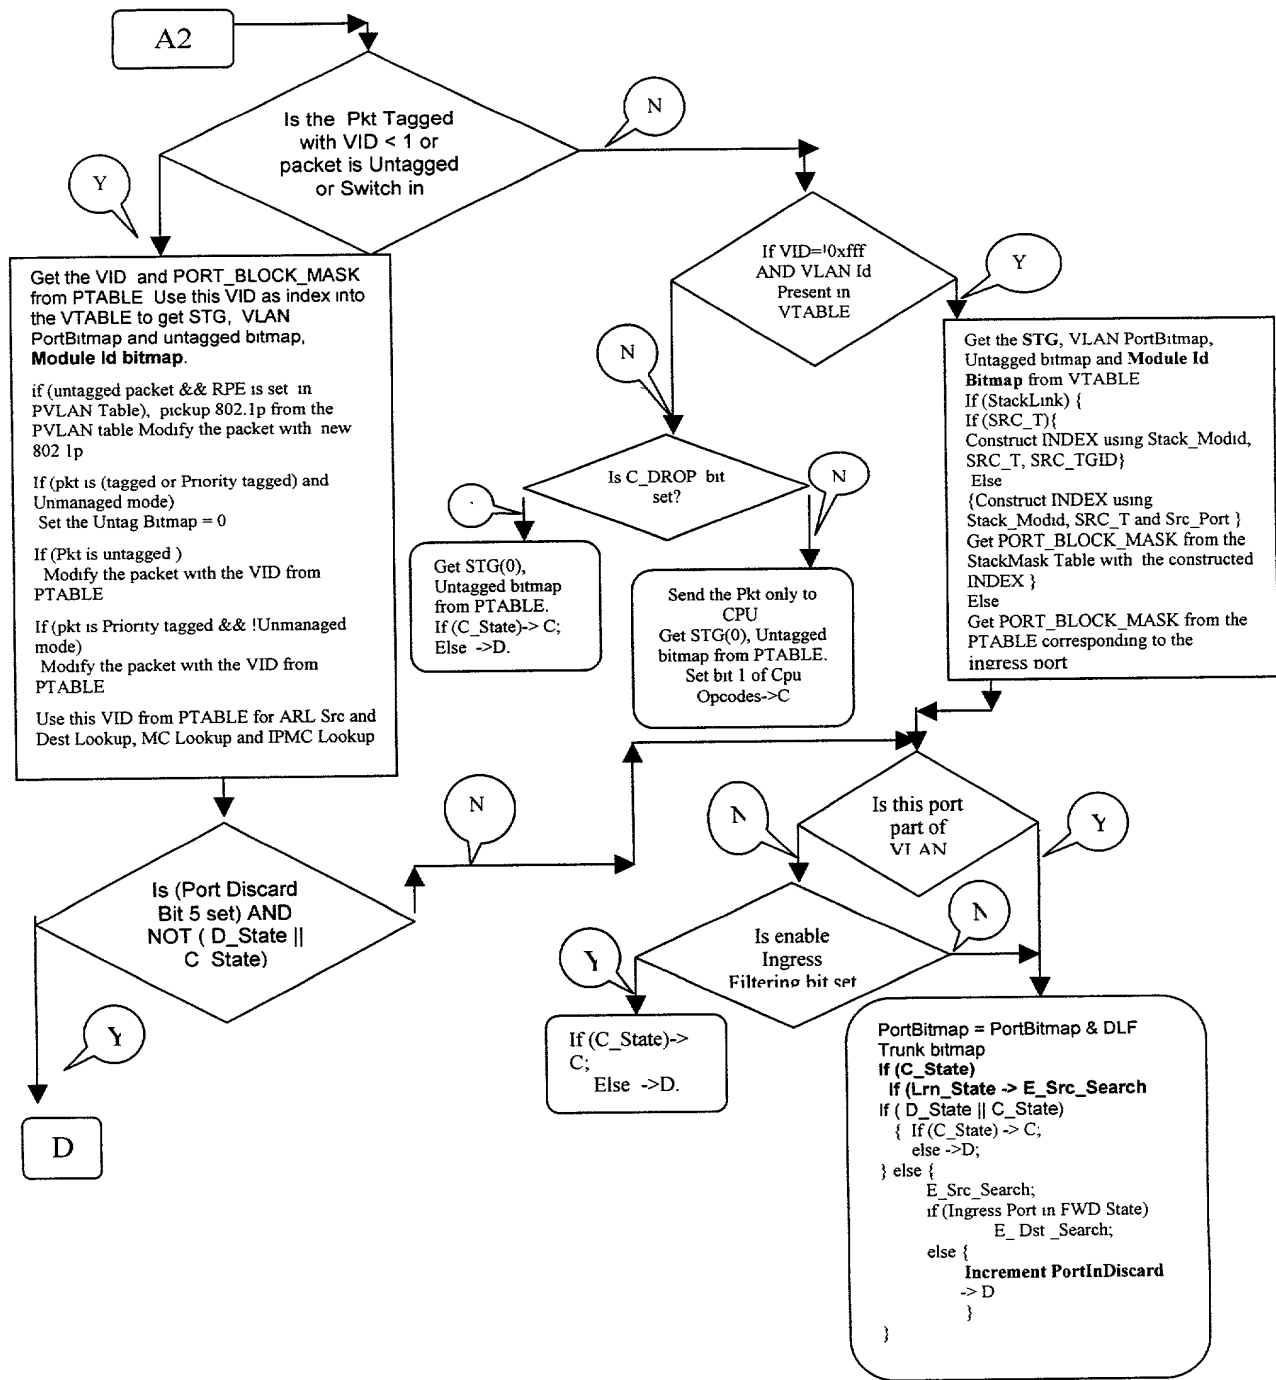 A2
Is the Pkt Tagged
with VID < 1 or
packet is Untagged
or Switch in
N
Y
Get the VID and PORT_BLOCK_MASK
from PTABLE Use this VID as index into
the VTABLE to get STG, VLAN
PortBitmap and untagged bitmap,
Module Id bitmap.
if (untagged packet && RPE is set in
PVLAN Table), pickup 802.1p from the
PVLAN table Modify the packet with new
802 1p
If (pkt is (tagged or Priority tagged) and
Unmanaged mode)
Set the Untag Bitmap = 0
If (Pkt is untagged )
Modify the packet with the VID from
PTABLE
If (pkt is Priority tagged && !Unmanaged
mode)
Modify the packet with the VID from
PTABLE
Use this VID from PTABLE for ARL Src and
Dest Lookup, MC Lookup and IPMC Lookup
If VID=!0xfff
AND VLAN Id
Present in
VTABLE
Y
N
Get the STG, VLAN PortBitmap,
Untagged bitmap and Module Id
Bitmap from VTABLE
If (StackLink) {
If (SRC_T){
Construct INDEX using Stack_Modid,
SRC_T, SRC_TGID}
Else
{Construct INDEX using
Stack_Modid, SRC_T and Src_Port }
Get PORT_BLOCK_MASK from the
StackMask Table with the constructed
INDEX }
Else
Get PORT_BLOCK_MASK from the
PTABLE corresponding to the
ingress port
Is C_DROP bit
set?
N
Get STG(0),
Untagged bitmap
from PTABLE.
If (C_State)-> C;
Else ->D.
Send the Pkt only to
CPU
Get STG(0), Untagged
bitmap from PTABLE.
Set bit 1 of Cpu
Opcodes->C
N
Is (Port Discard
Bit 5 set) AND
NOT ( D_State ||
C State)
Y
D
Is this port
part of
VLAN
N
Y
Is enable
Ingress
Filtering bit set
N
Y
If (C_State)->
C;
Else ->D.
PortBitmap = PortBitmap & DLF
Trunk bitmap
If (C_State)
If (Lrn_State -> E_Src_Search
If ( D_State || C_State)
{ If (C_State) -> C;
else ->D;
} else {
E_Src_Search;
if (Ingress Port in FWD State)
E_ Dst _Search;
else {
Increment PortInDiscard
-> D
}
}